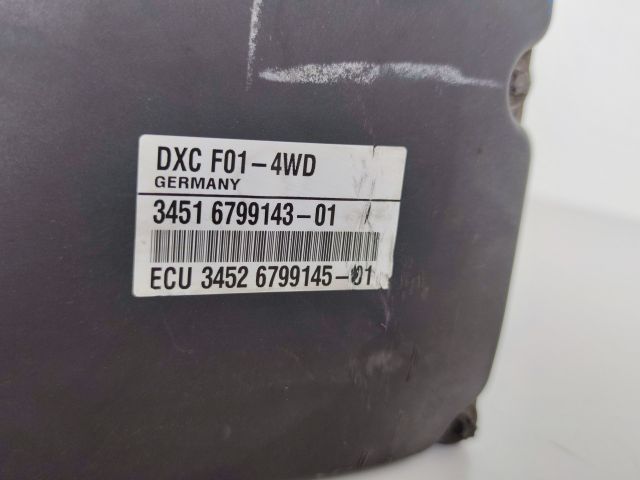 DXC F01-4WD
GERMANY
3451 6799143-01
ECU 3452 6799145-01